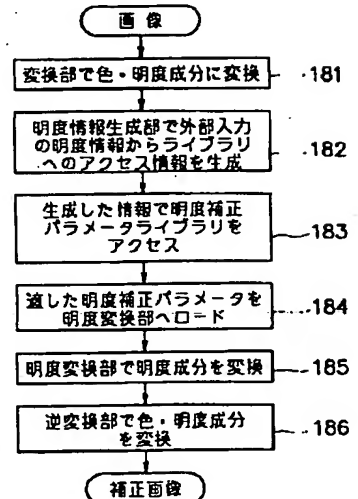 画像
変換部で色・明度成分に変換
181
明度情報生成部で外部入力
の明度情報からライブラリ
へのアクセス情報を生成
182
生成した情報で明度補正
パラメータライブラリを
アクセス
183
適した明度補正パラメータを
明度変換部へロード
184
明度変換部で明度成分を変換
185
逆変換部で色・明度成分
を変換
186
補正画像